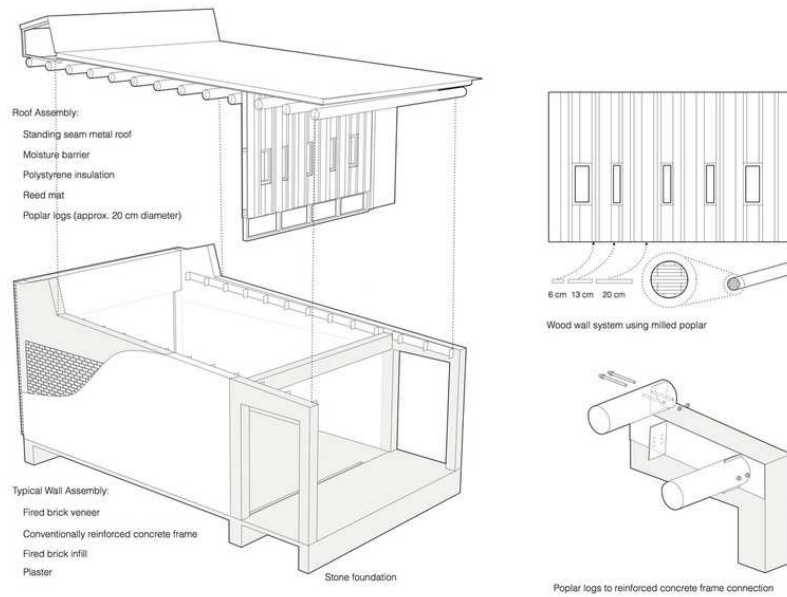 Roof Assembly:
Standing seam metal roof
Moisture barrier
Polystyrene insulation
Reed mat
Poplar logs (approx. 20 cm diameter)
6 cm 13 cm 20 cm
Wood wall system using milled poplar
Typical Wall Assembly:
Fired brick veneer
Conventionally reinforced concrete frame
Fired brick infill
Plaster
Stone foundation
Poplar logs to reinforced concrete frame connection